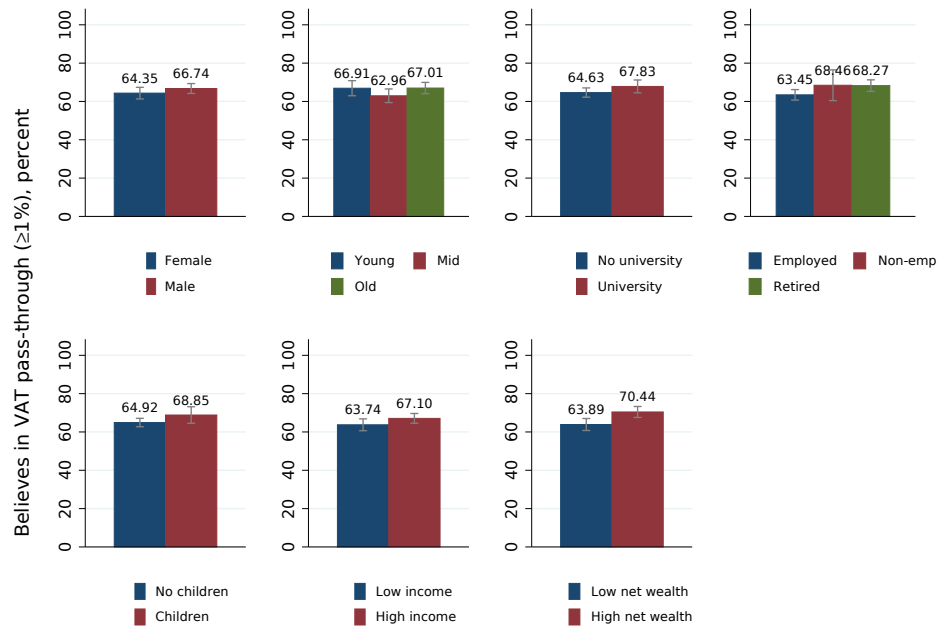 Believes in VAT pass-through (≥1%), percent
0 20 40 60 80 100
64.35 66.74
Female
Male
0 20 40 60 80 100
66.91 62.96 67.01
Young Mid
Old
0 20 40 60 80 100
64.63 67.83
No university
University
0 20 40 60 80 100
63.45 68.46 68.27
Employed Non-emp
Retired
0 20 40 60 80 100
64.92 68.85
No children
Children
0 20 40 60 80 100
63.74 67.10
Low income
High income
0 20 40 60 80 100
63.89 70.44
Low net wealth
High net wealth